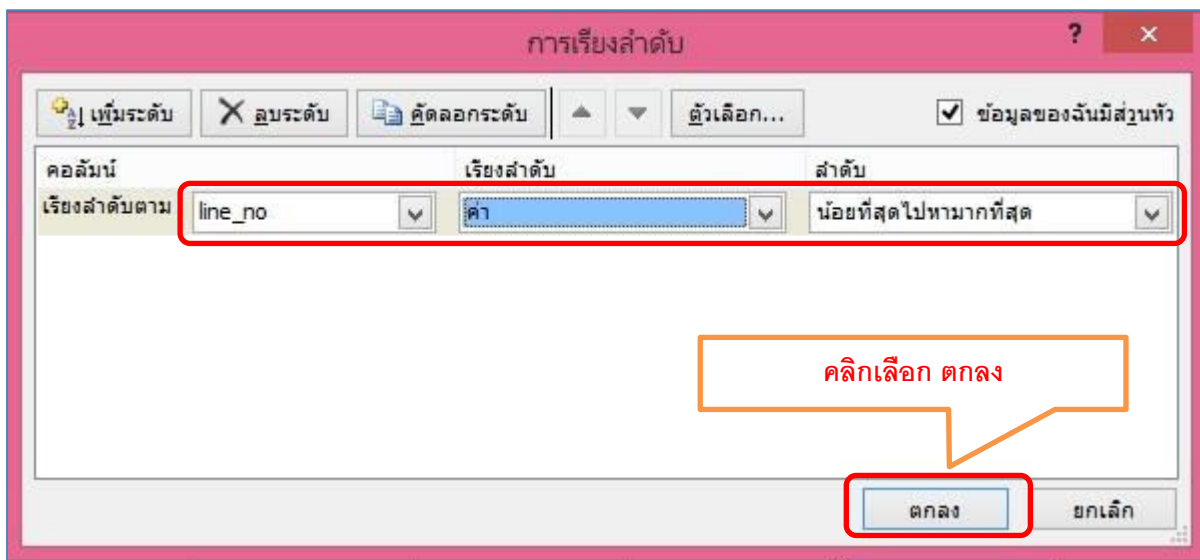 การเรียงลำดับ
? ×
เพิ่มระดับ ลบระดับ คัดลอกระดับ ตัวเลือก... ข้อมูลของฉันมีส่วนหัว
คอลัมน์ เรียงลำดับ ลำดับ
เรียงลำดับตาม line_no ค่า น้อยที่สุดไปหามากที่สุด
คลิกเลือก ตกลง
ตกลง ยกเลิก